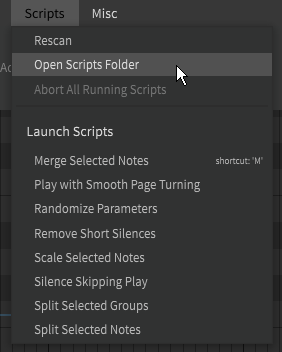 Scripts Misc
Rescan
Open Scripts Folder
Abort All Running Scripts
Launch Scripts
Merge Selected Notes shortcut: 'M'
Play with Smooth Page Turning
Randomize Parameters
Remove Short Silences
Scale Selected Notes
Silence Skipping Play
Split Selected Groups
Split Selected Notes